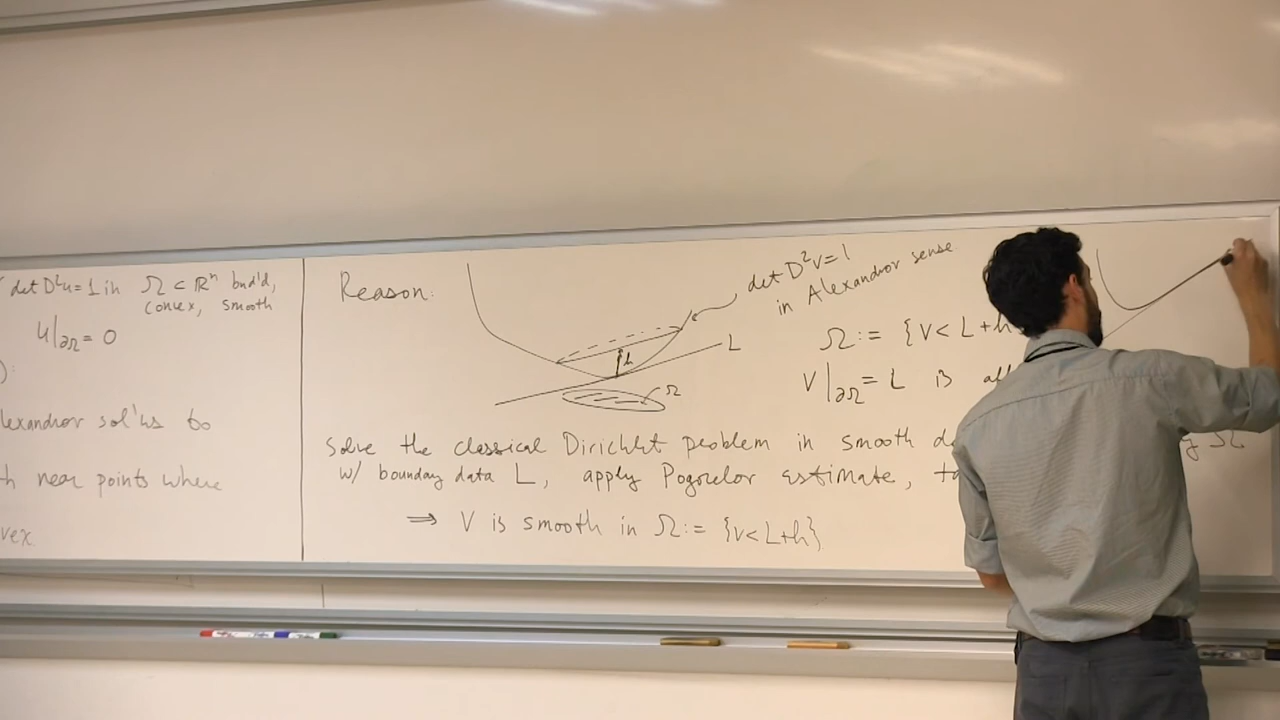 det D²u = 1 in Ω ⊂ ℝⁿ bnd'd,
convex, smooth
u|∂Ω = 0
):
lexandrov sol'ns to
h near points where
vex
Reason:
det D²v = 1
in Alexandrov sense
h
L
Ω
Ω := {v < L+h
v|∂Ω = L is
Solve the classical Dirichlet problem in smooth
w/ boundary data L, apply Pogorelov estimate,
⇒ v is smooth in Ω := {v < L+h}